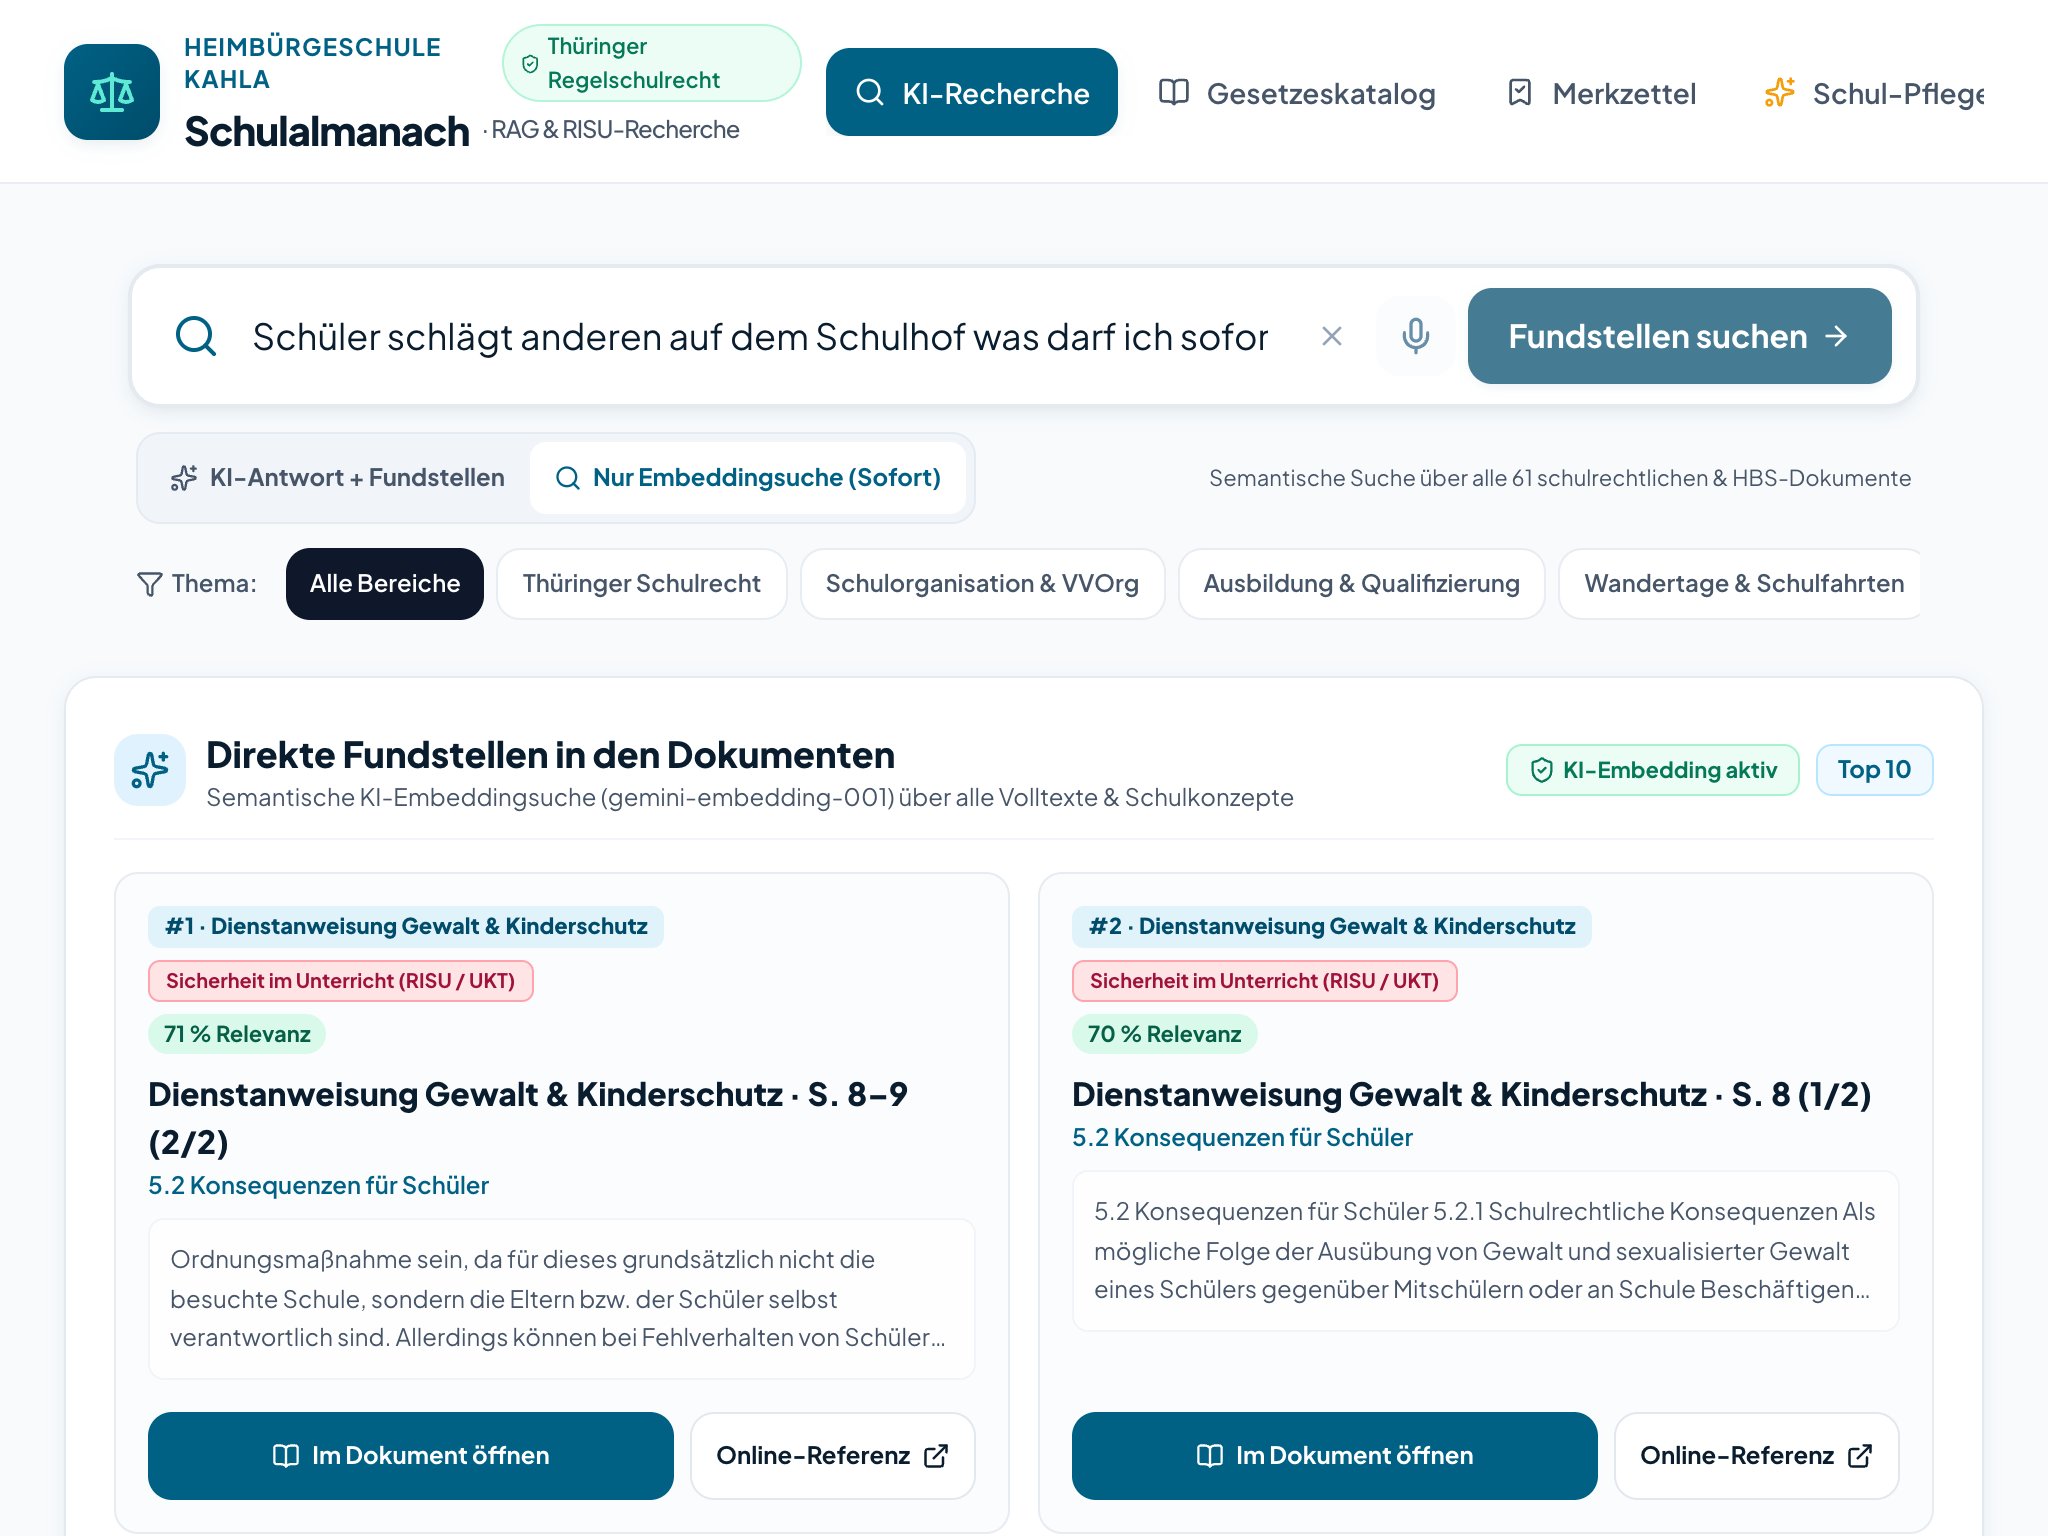 HEIMBÜRGESCHULE
KAHLA
Thüringer
Regelschulrecht
Schulalmanach · RAG & RISU-Recherche
KI-Recherche
Gesetzeskatalog
Merkzettel
Schul-Pflege
Schüler schlägt anderen auf dem Schulhof was darf ich sofor
Fundstellen suchen →
KI-Antwort + Fundstellen
Nur Embeddingsuche (Sofort)
Semantische Suche über alle 61 schulrechtlichen & HBS-Dokumente
Thema:
Alle Bereiche
Thüringer Schulrecht
Schulorganisation & VVOrg
Ausbildung & Qualifizierung
Wandertage & Schulfahrten
Direkte Fundstellen in den Dokumenten
Semantische KI-Embeddingsuche (gemini-embedding-001) über alle Volltexte & Schulkonzepte
KI-Embedding aktiv
Top 10
#1 · Dienstanweisung Gewalt & Kinderschutz
Sicherheit im Unterricht (RISU / UKT)
71 % Relevanz
Dienstanweisung Gewalt & Kinderschutz · S. 8–9
(2/2)
5.2 Konsequenzen für Schüler
Ordnungsmaßnahme sein, da für dieses grundsätzlich nicht die
besuchte Schule, sondern die Eltern bzw. der Schüler selbst
verantwortlich sind. Allerdings können bei Fehlverhalten von Schüler…
Im Dokument öffnen
Online-Referenz
#2 · Dienstanweisung Gewalt & Kinderschutz
Sicherheit im Unterricht (RISU / UKT)
70 % Relevanz
Dienstanweisung Gewalt & Kinderschutz · S. 8 (1/2)
5.2 Konsequenzen für Schüler
5.2 Konsequenzen für Schüler 5.2.1 Schulrechtliche Konsequenzen Als
mögliche Folge der Ausübung von Gewalt und sexualisierter Gewalt
eines Schülers gegenüber Mitschülern oder an Schule Beschäftigen…
Im Dokument öffnen
Online-Referenz